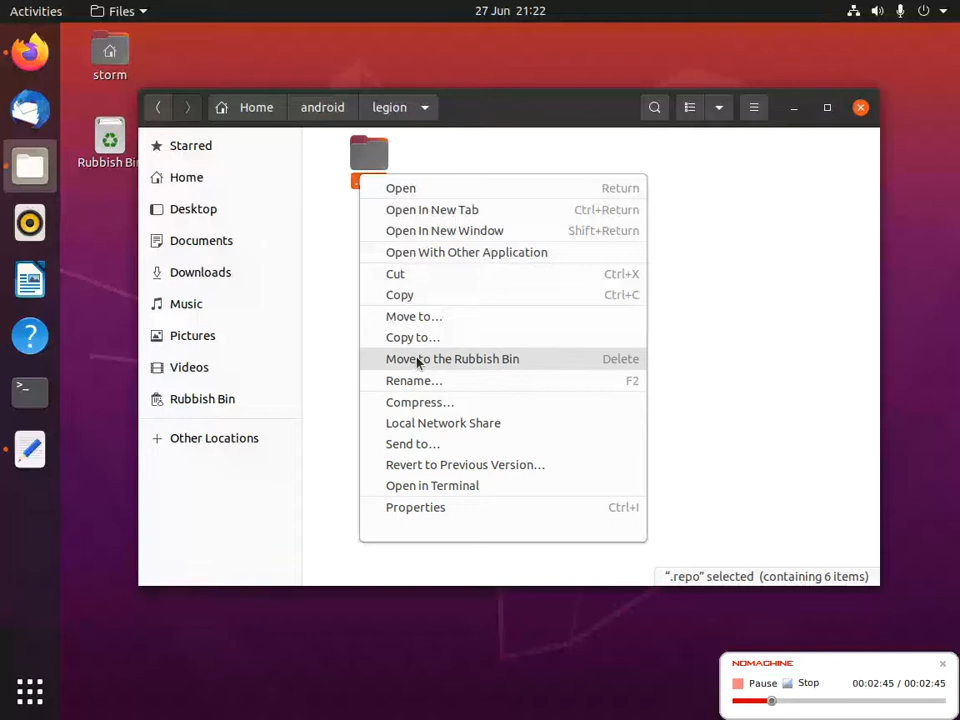 Activities
Files
27 Jun 21:22
storm
Rubbish Bin
Home
android
legion
Starred
Home
Desktop
Documents
Downloads
Music
Pictures
Videos
Rubbish Bin
+ Other Locations
Open Return
Open In New Tab Ctrl+Return
Open In New Window Shift+Return
Open With Other Application
Cut Ctrl+X
Copy Ctrl+C
Move to…
Copy to…
Move to the Rubbish Bin Delete
Rename… F2
Compress…
Local Network Share
Send to…
Revert to Previous Version…
Open in Terminal
Properties Ctrl+I
“.repo” selected (containing 6 items)
NOMACHINE
Pause Stop 00:02:45 / 00:02:45